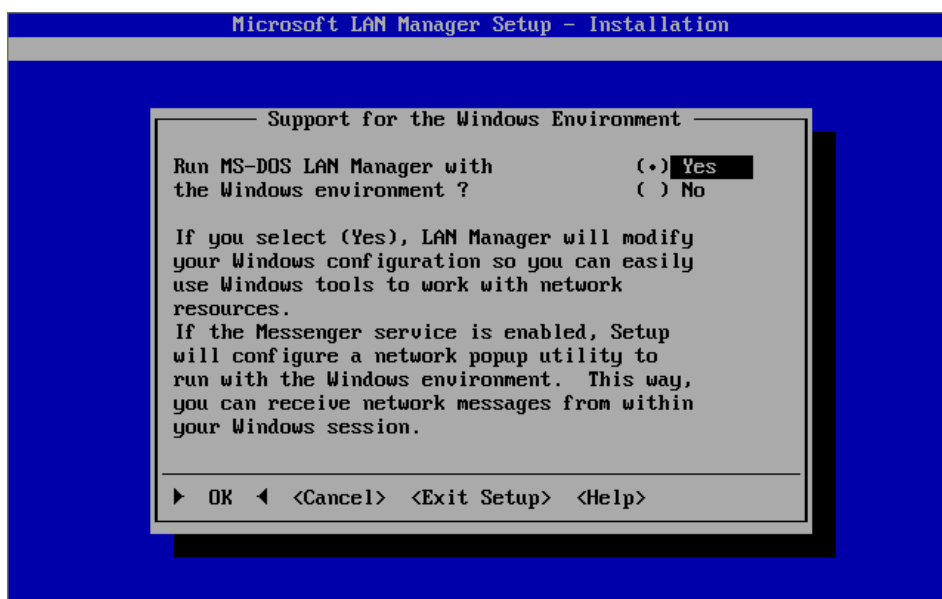 Microsoft LAN Manager Setup - Installation
Support for the Windows Environment
Run MS-DOS LAN Manager with (•) Yes
the Windows environment ? ( ) No
If you select (Yes), LAN Manager will modify
your Windows configuration so you can easily
use Windows tools to work with network
resources.
If the Messenger service is enabled, Setup
will configure a network popup utility to
run with the Windows environment.  This way,
you can receive network messages from within
your Windows session.
► OK ◄ <Cancel> <Exit Setup> <Help>